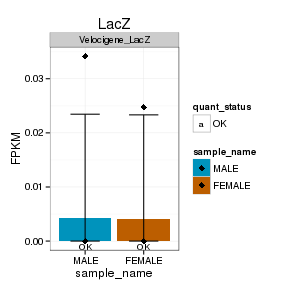 LacZ
Velocigene_LacZ
0.03
0.02
0.01
0.00
FPKM
OK OK
MALE FEMALE
sample_name
quant_status
a OK
sample_name
MALE
FEMALE